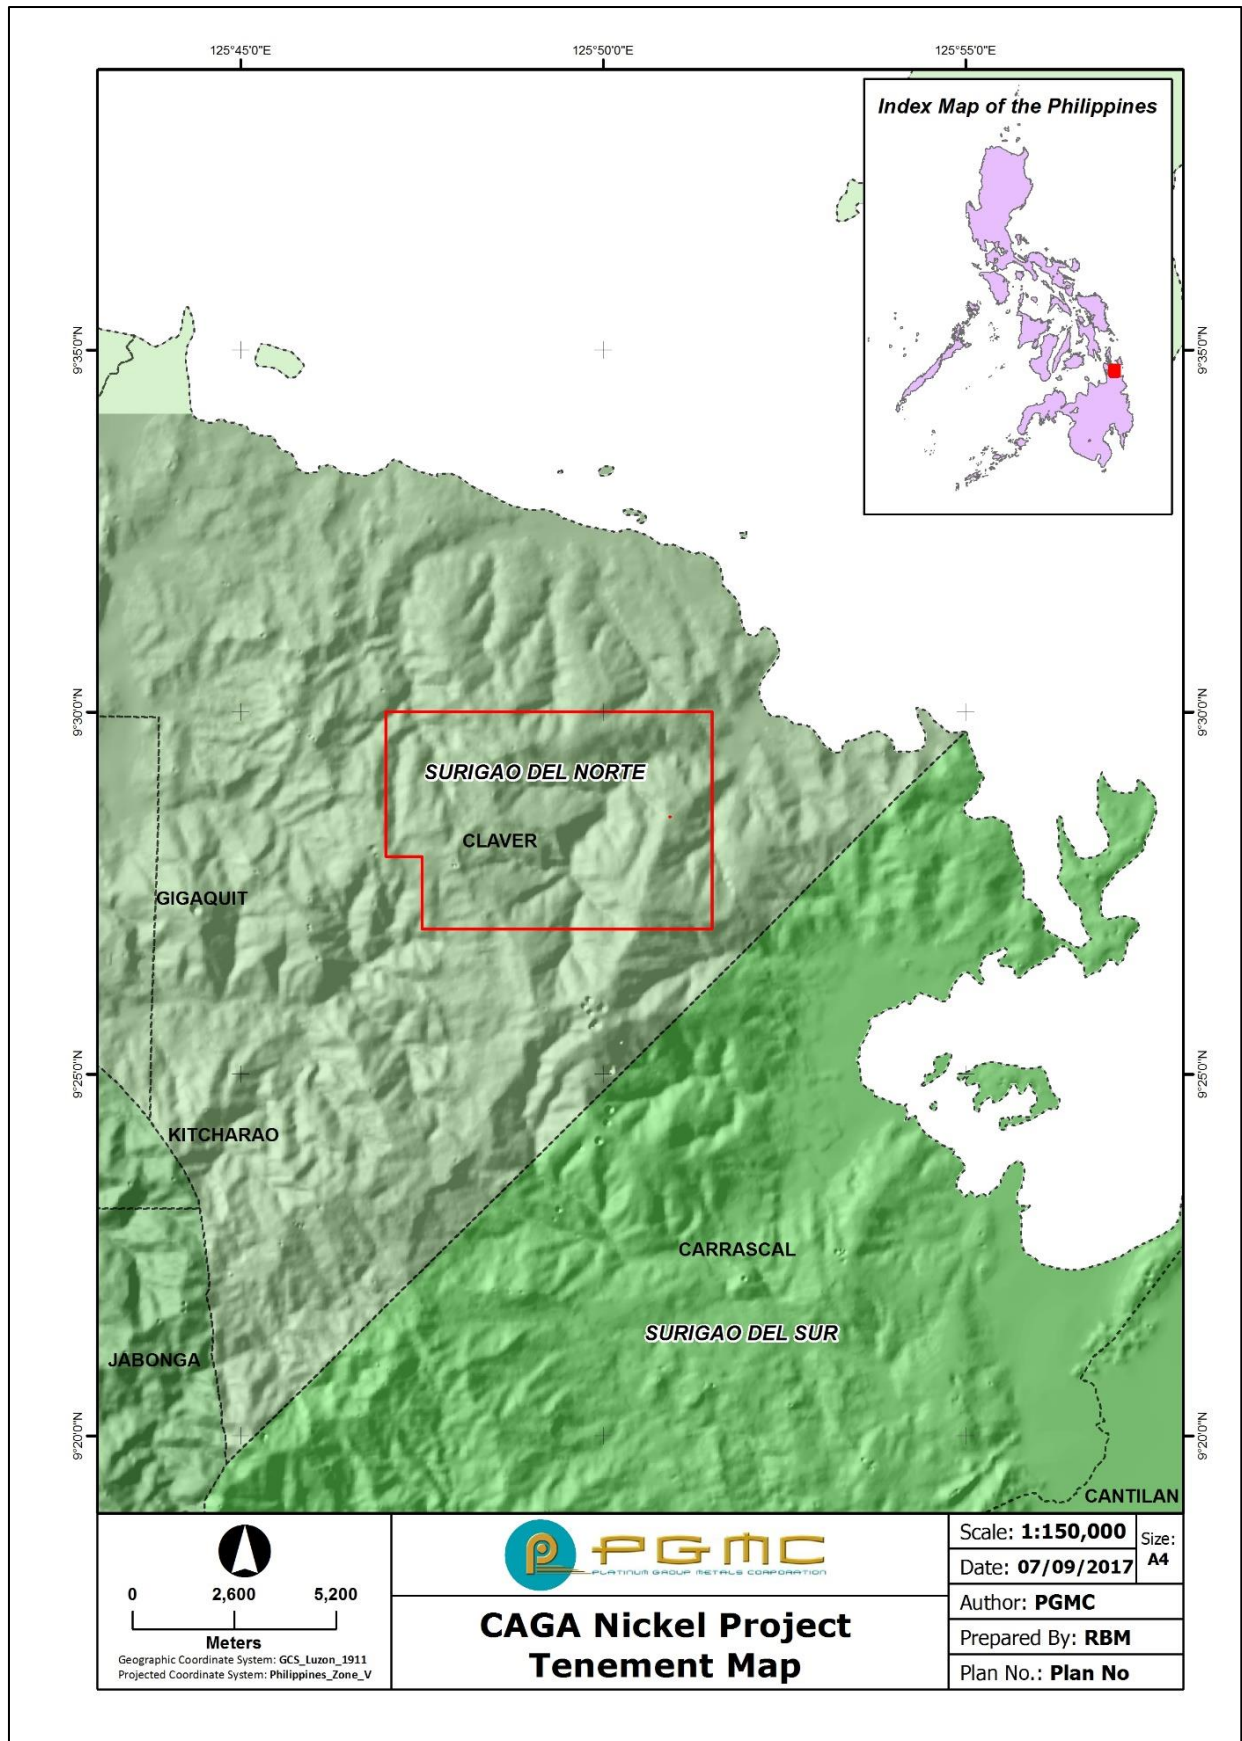 125°45'0"E
125°50'0"E
125°55'0"E
Index Map of the Philippines
9°35'0"N
9°35'0"N
9°30'0"N
9°30'0"N
SURIGAO DEL NORTE
CLAVER
GIGAQUIT
9°25'0"N
9°25'0"N
KITCHARAO
CARRASCAL
SURIGAO DEL SUR
JABONGA
9°20'0"N
9°20'0"N
CANTILAN
0 2,600 5,200
Meters
Geographic Coordinate System: GCS_Luzon_1911
Projected Coordinate System: Philippines_Zone_V
PGMC
PLATINUM GROUP METALS CORPORATION
CAGA Nickel Project
Tenement Map
Scale: 1:150,000
Size:
A4
Date: 07/09/2017
Author: PGMC
Prepared By: RBM
Plan No.: Plan No